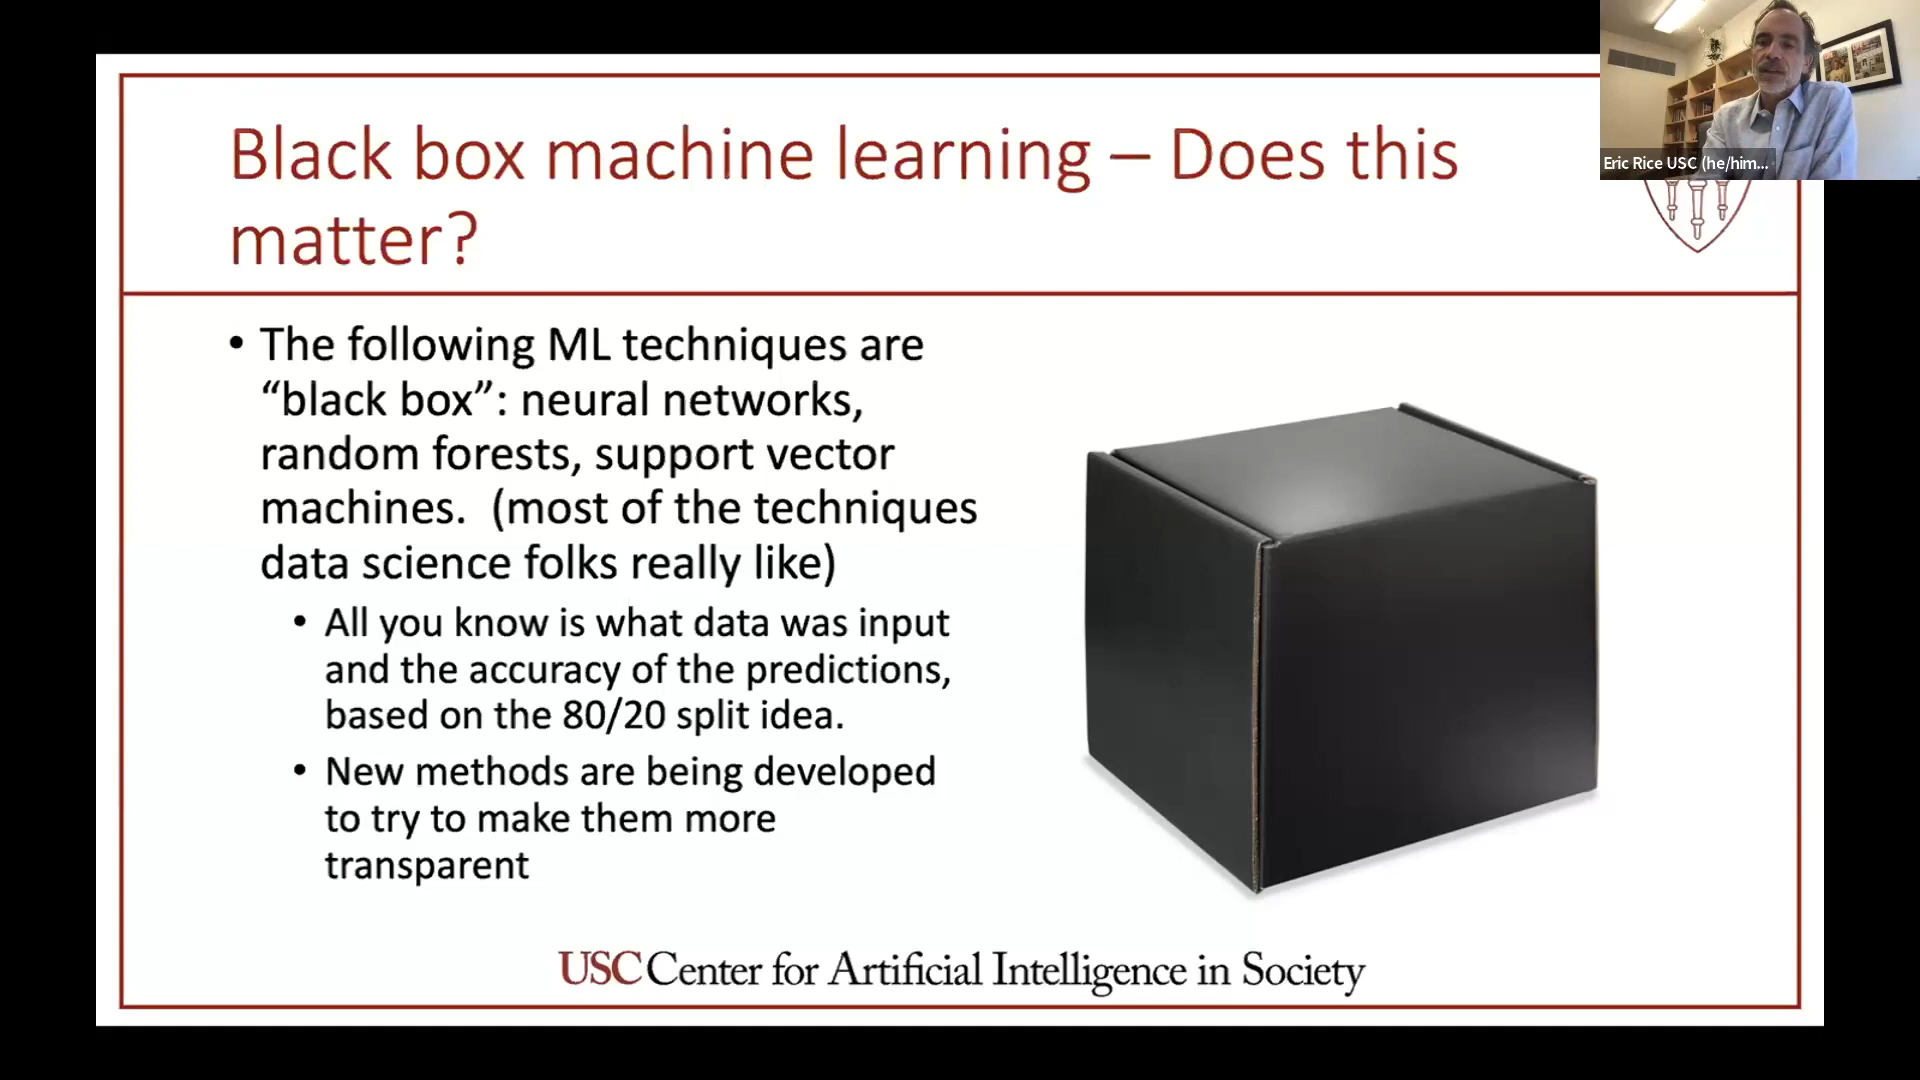 Black box machine learning – Does this
matter?
Eric Rice USC (he/him...
• The following ML techniques are
“black box”: neural networks,
random forests, support vector
machines.  (most of the techniques
data science folks really like)
• All you know is what data was input
and the accuracy of the predictions,
based on the 80/20 split idea.
• New methods are being developed
to try to make them more
transparent
USC Center for Artificial Intelligence in Society